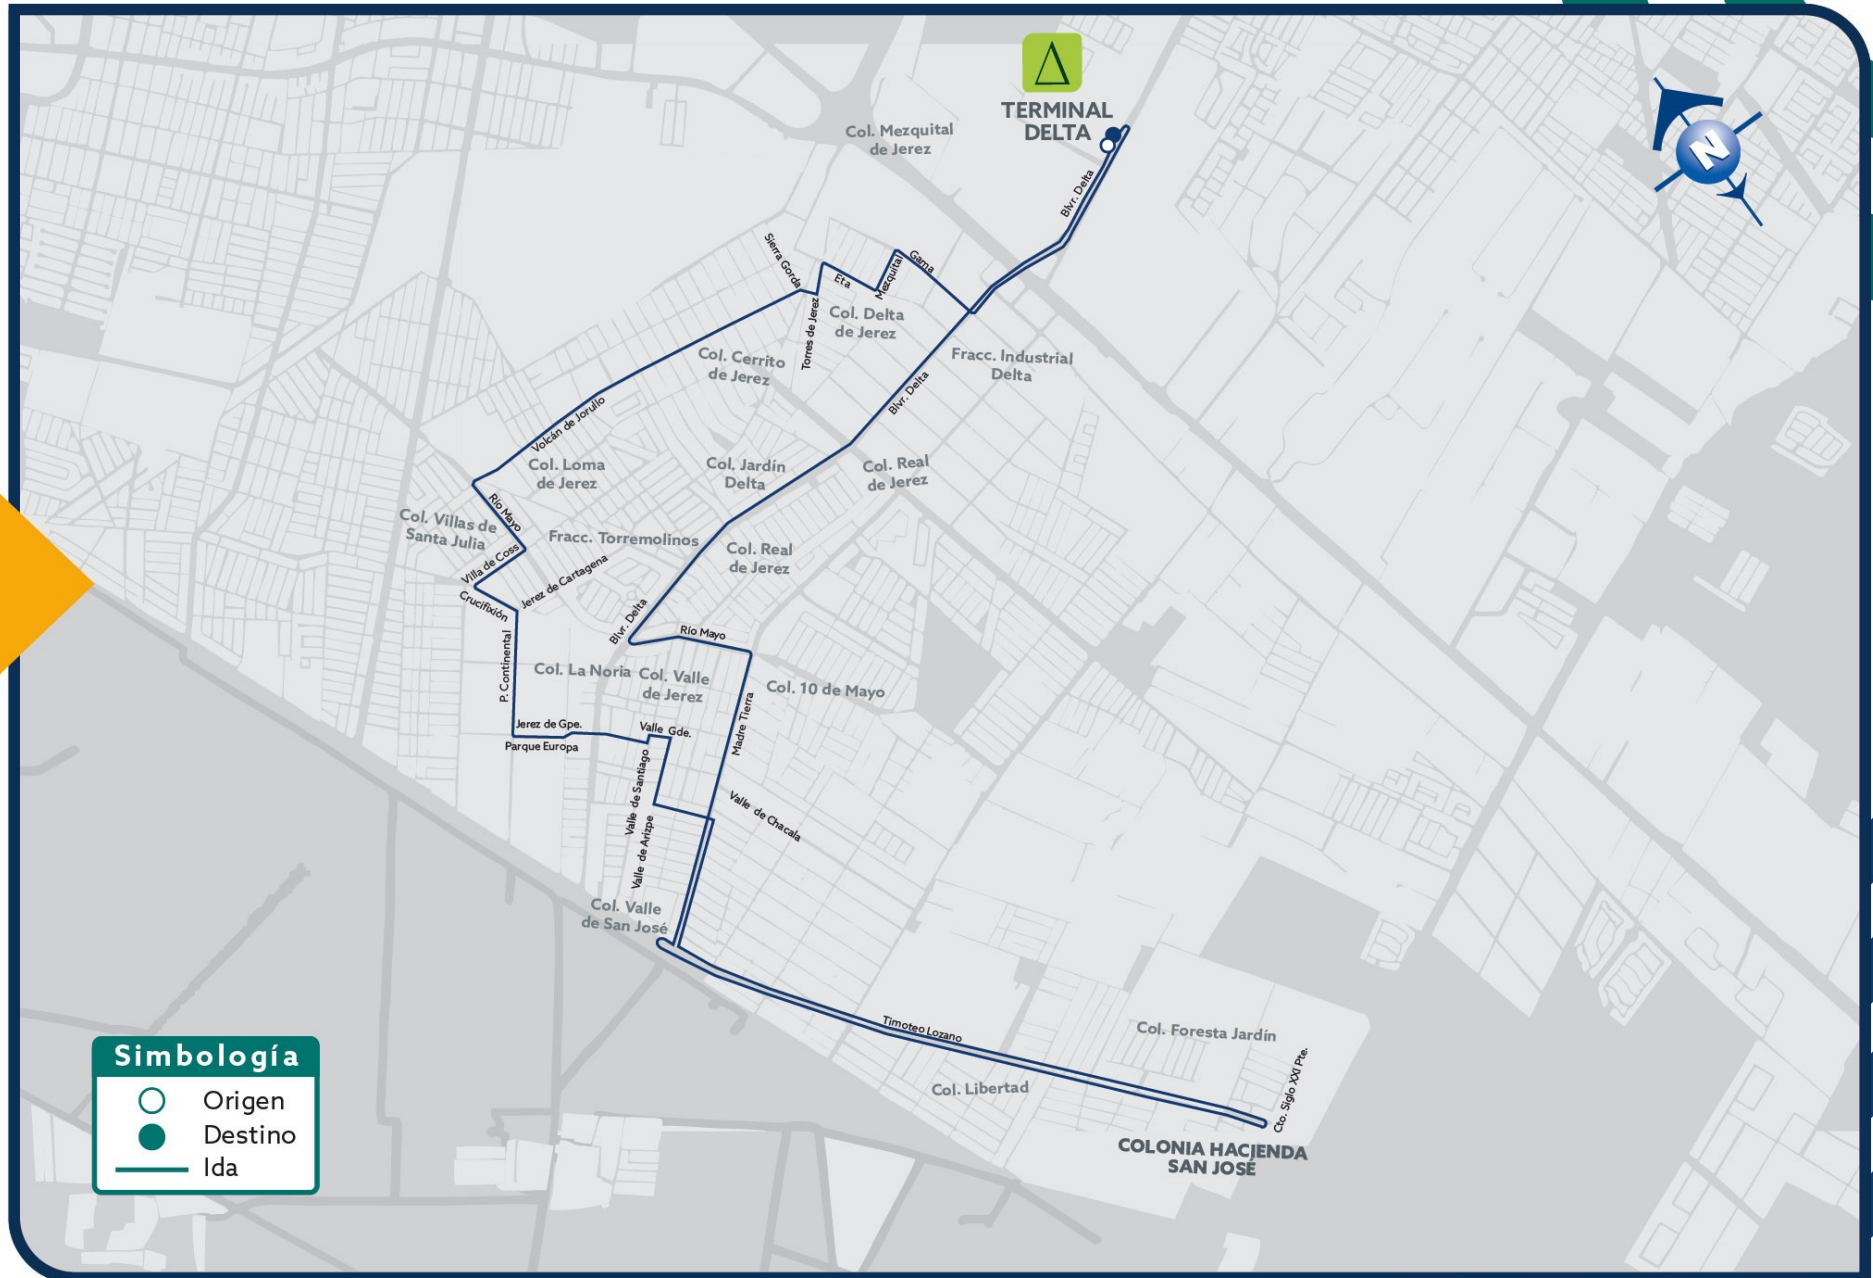 TERMINAL
DELTA
N
Col. Mezquital
de Jerez
Blvr. Delta
Sierra Gorda
Eta
Mezquital
Gama
Torres de Jerez
Col. Delta
de Jerez
Col. Cerrito
de Jerez
Fracc. Industrial
Delta
Blvr. Delta
Volcán de Jorullo
Col. Loma
de Jerez
Col. Jardín
Delta
Col. Real
de Jerez
Río Mayo
Col. Villas de
Santa Julia
Fracc. Torremolinos
Col. Real
de Jerez
Villa de Coss
Jerez de Cartagena
Crucifixión
Blvr. Delta
Río Mayo
P. Continental
Col. La Noria
Col. Valle
de Jerez
Col. 10 de Mayo
Madre Tierra
Jerez de Gpe.
Parque Europa
Valle Gde.
Valle de Santiago
Valle de Arizpe
Valle de Chacala
Col. Valle
de San José
Timoteo Lozano
Col. Foresta Jardín
Col. Libertad
Cto. Siglo XXI Pte.
COLONIA HACIENDA
SAN JOSÉ
Simbología
Origen
Destino
Ida